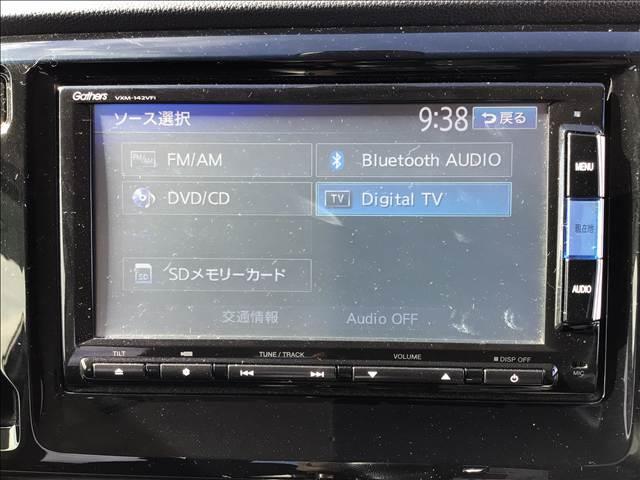 Gathers
VXM-142VFi
ソース選択
9:38
戻る
FM/AM
FM/AM
Bluetooth AUDIO
DVD/CD
TV
Digital TV
SD
SDメモリーカード
交通情報
Audio OFF
MENU
現在地
AUDIO
TILT
TUNE / TRACK
VOLUME
DISP OFF
MIC